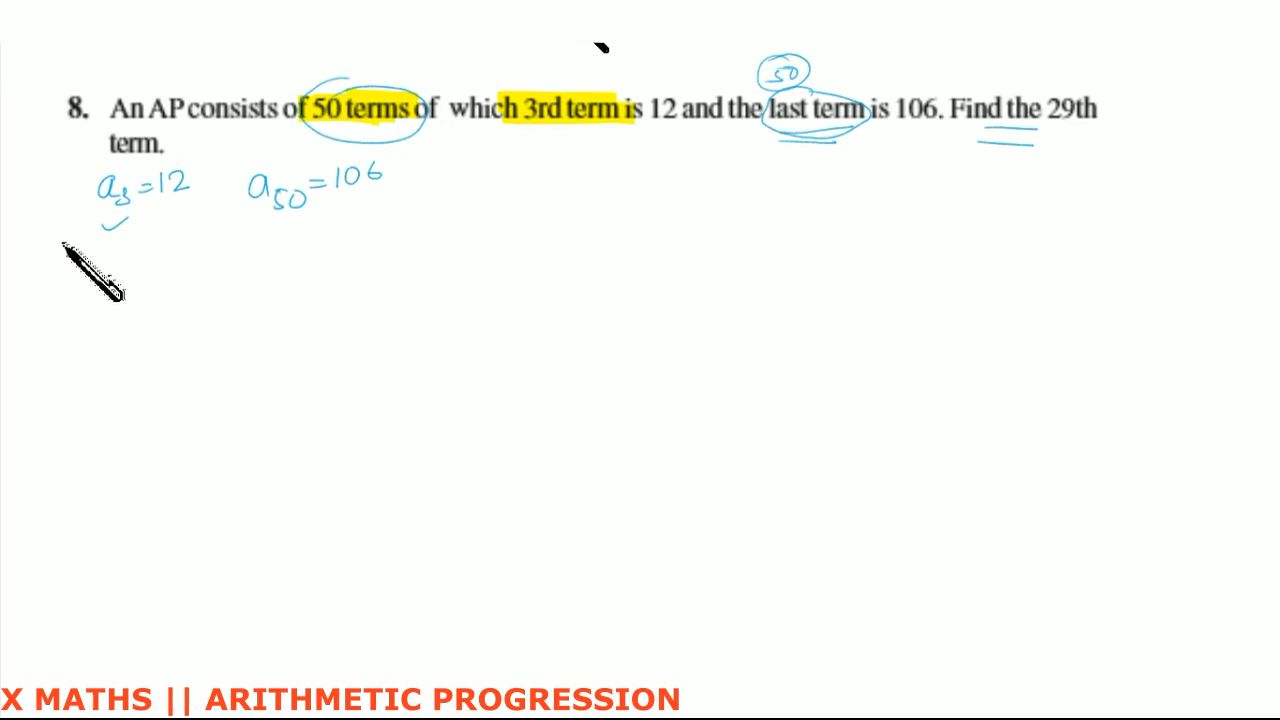 50
8. An AP consists of 50 terms of which 3rd term is 12 and the last term is 106. Find the 29th
term.
a₃ = 12 a₅₀ = 106
X MATHS || ARITHMETIC PROGRESSION